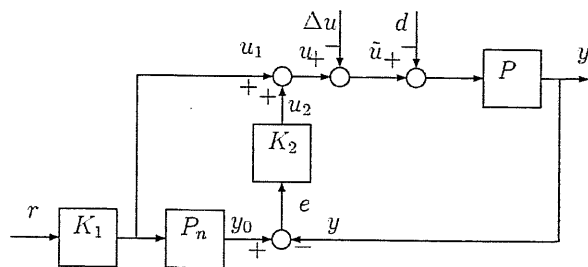 Δu
d
u₁
u
ũ
y
+
+
+
−
+
−
P
u₂
K₂
r
e
K₁
Pₙ
y₀
y
+
−